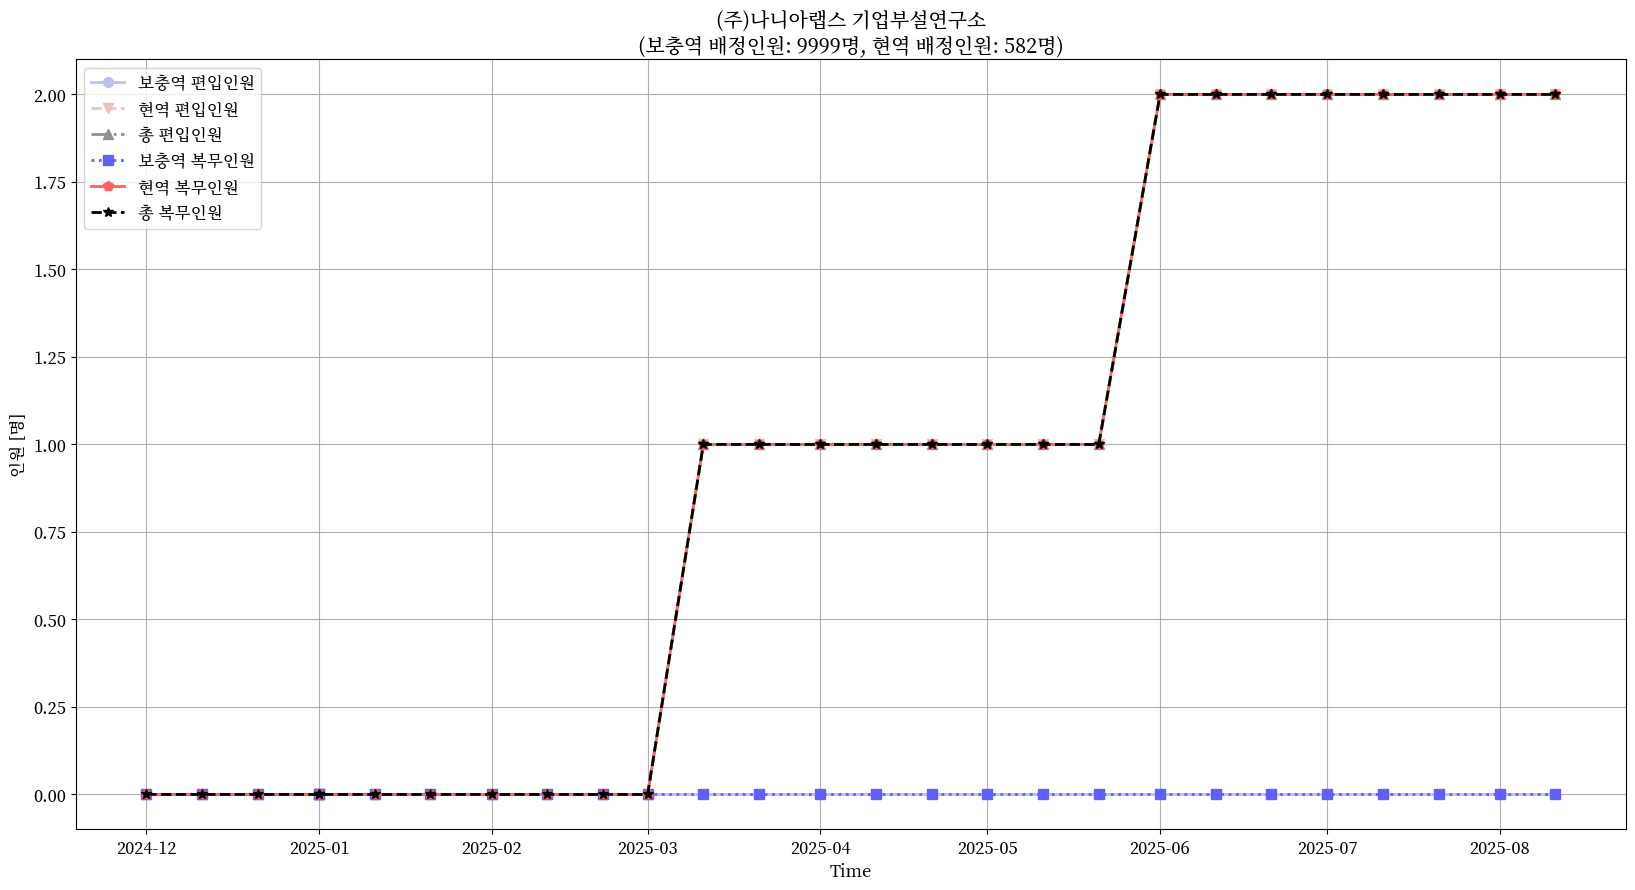 (주)나니아랩스 기업부설연구소
(보충역 배정인원: 9999명, 현역 배정인원: 582명)
보충역 편입인원
현역 편입인원
총 편입인원
보충역 복무인원
현역 복무인원
총 복무인원
2.00
1.75
1.50
1.25
1.00
0.75
0.50
0.25
0.00
인원 [명]
2024-12
2025-01
2025-02
2025-03
2025-04
2025-05
2025-06
2025-07
2025-08
Time